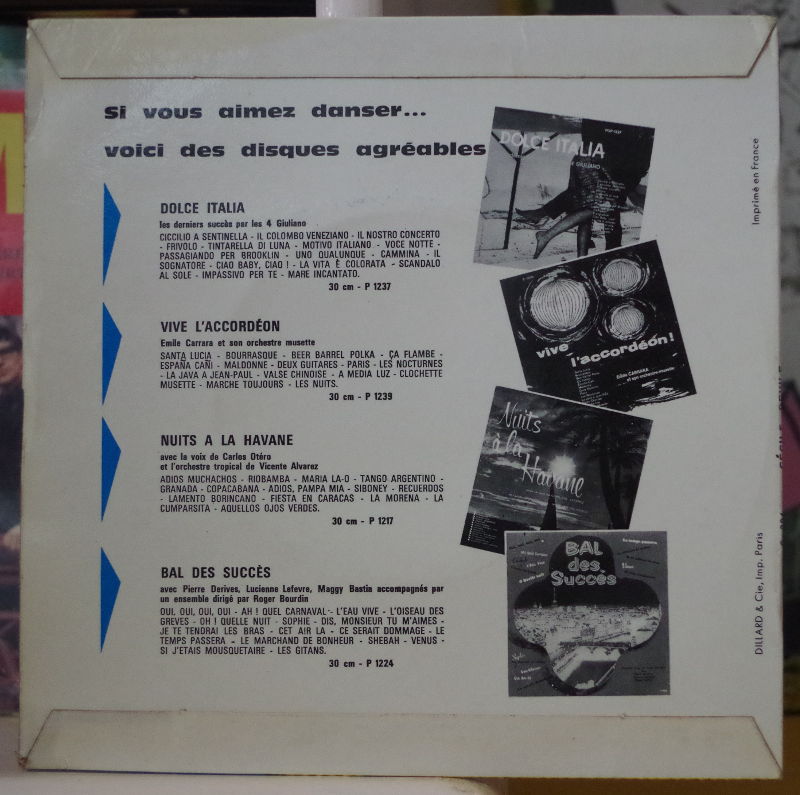 Si vous aimez danser...
voici des disques agréables
DOLCE ITALIA
les derniers succès par les 4 Giuliano
CICCILIO A SENTINELLA - IL COLOMBO VENEZIANO - IL NOSTRO CONCERTO
- FRIVOLO - TINTARELLA DI LUNA - MOTIVO ITALIANO - VOCE NOTTE -
PASSAGIANDO PER BROOKLIN - UNO QUALUNQUE - CAMMINA - IL
SOGNATORE - CIAO BABY, CIAO ! - LA VITA È COLORATA - SCANDALO
AL SOLE - IMPASSIVO PER TE - MARE INCANTATO.
30 cm - P 1237
VIVE L'ACCORDÉON
Emile Carrara et son orchestre musette
SANTA LUCIA - BOURRASQUE - BEER BARREL POLKA - ÇA FLAMBE -
ESPAÑA CAÑI - MALDONNE - DEUX GUITARES - PARIS - LES NOCTURNES
- LA JAVA A JEAN-PAUL - VALSE CHINOISE - A MEDIA LUZ - CLOCHETTE
MUSETTE - MARCHE TOUJOURS - LES NUITS.
30 cm - P 1239
NUITS A LA HAVANE
avec la voix de Carlos Otéro
et l'orchestre tropical de Vicente Alvarez
ADIOS MUCHACHOS - RIOBAMBA - MARIA LA-O - TANGO ARGENTINO -
GRANADA - COPACABANA - ADIOS, PAMPA MIA - SIBONEY - RECUERDOS
- LAMENTO BORINCANO - FIESTA EN CARACAS - LA MORENA - LA
CUMPARSITA - AQUELLOS OJOS VERDES.
30 cm - P 1217
BAL DES SUCCÈS
avec Pierre Derives, Lucienne Lefevre, Maggy Bastia accompagnés par
un ensemble dirigé par Roger Bourdin
OUI, OUI, OUI, OUI - AH ! QUEL CARNAVAL - L'EAU VIVE - L'OISEAU DES
GREVES - OH ! QUELLE NUIT - SOPHIE - DIS, MONSIEUR TU M'AIMES -
JE TE TENDRAI LES BRAS - CET AIR LA - CE SERAIT DOMMAGE - LE
TEMPS PASSERA - LE MARCHAND DE BONHEUR - SHEBAH - VENUS -
SI J'ETAIS MOUSQUETAIRE - LES GITANS.
30 cm - P 1224
DOLCE ITALIA
GIULIANO
vive
l'accordéon!
Emile CARRARA
et son orchestre musette
Nuits
à la
Havane
BAL
des
Succès
Imprimé en France
DILLARD & Cie, Imp. Paris